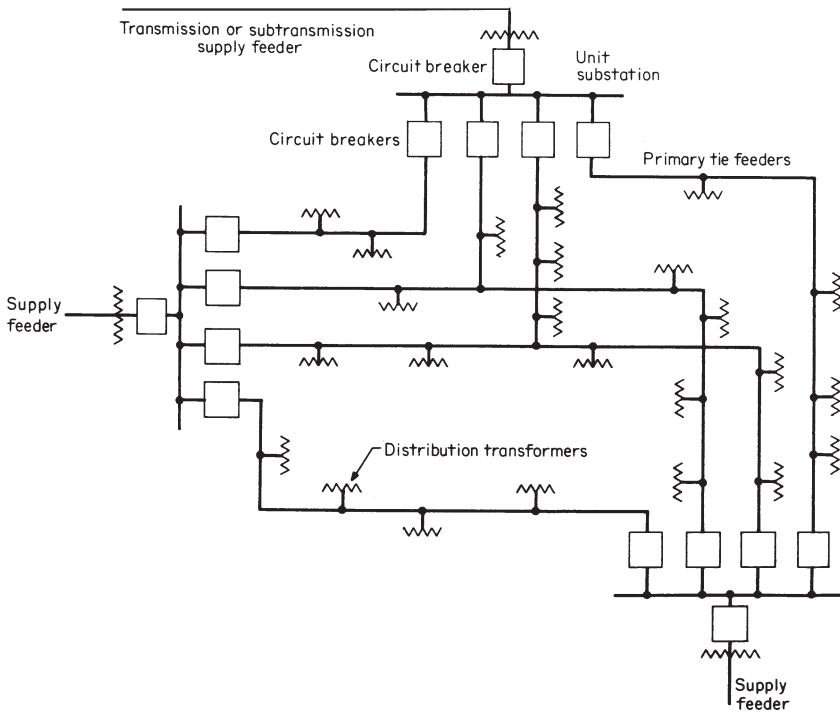 Transmission or subtransmission
supply feeder
Circuit breaker
Unit
substation
Circuit breakers
Primary tie feeders
Supply
feeder
Distribution transformers
Supply
feeder